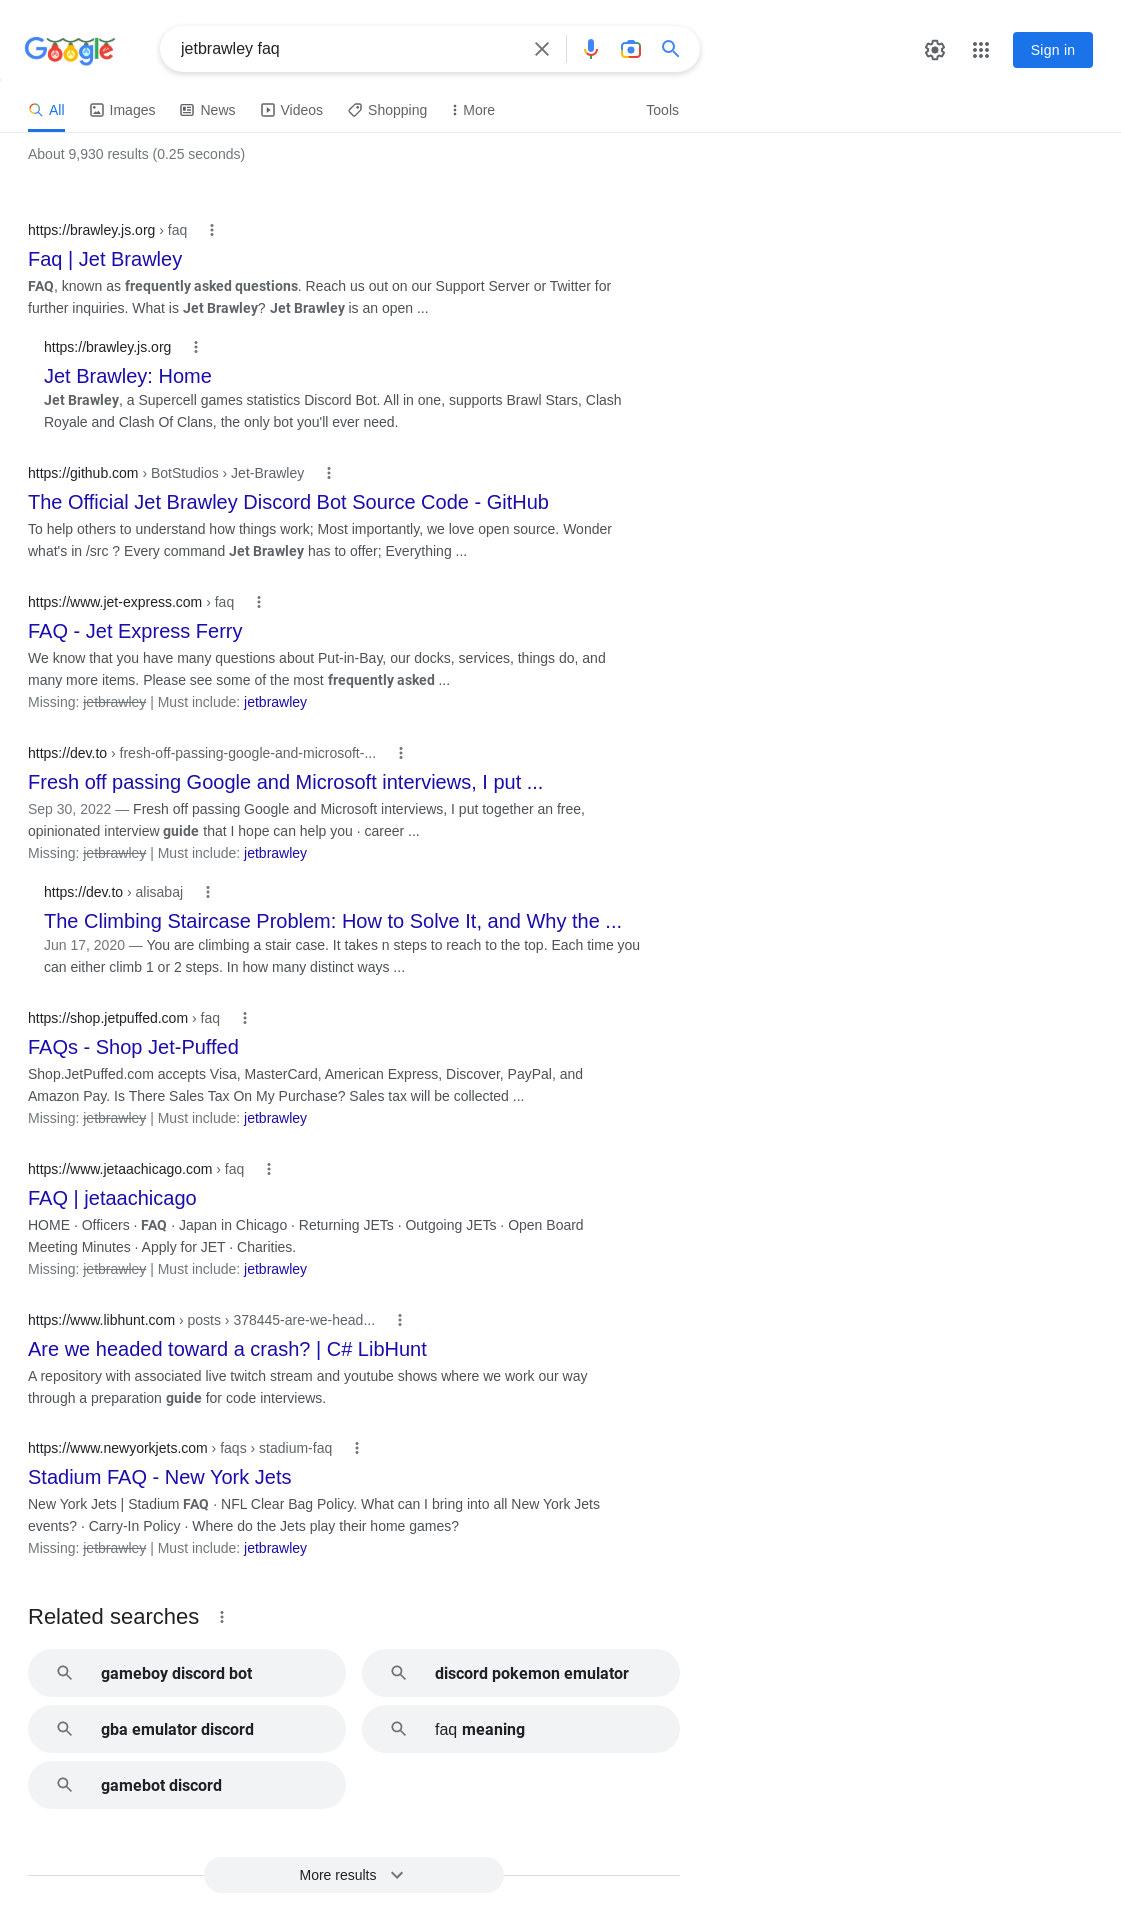 Google
jetbrawley faq
Sign in
All Images News Videos Shopping More Tools
About 9,930 results (0.25 seconds)
https://brawley.js.org › faq
Faq | Jet Brawley
FAQ, known as frequently asked questions. Reach us out on our Support Server or Twitter for
further inquiries. What is Jet Brawley? Jet Brawley is an open ...
https://brawley.js.org
Jet Brawley: Home
Jet Brawley, a Supercell games statistics Discord Bot. All in one, supports Brawl Stars, Clash
Royale and Clash Of Clans, the only bot you'll ever need.
https://github.com › BotStudios › Jet-Brawley
The Official Jet Brawley Discord Bot Source Code - GitHub
To help others to understand how things work; Most importantly, we love open source. Wonder
what's in /src ? Every command Jet Brawley has to offer; Everything ...
https://www.jet-express.com › faq
FAQ - Jet Express Ferry
We know that you have many questions about Put-in-Bay, our docks, services, things do, and
many more items. Please see some of the most frequently asked ...
Missing: jetbrawley | Must include: jetbrawley
https://dev.to › fresh-off-passing-google-and-microsoft-...
Fresh off passing Google and Microsoft interviews, I put ...
Sep 30, 2022 — Fresh off passing Google and Microsoft interviews, I put together an free,
opinionated interview guide that I hope can help you · career ...
Missing: jetbrawley | Must include: jetbrawley
https://dev.to › alisabaj
The Climbing Staircase Problem: How to Solve It, and Why the ...
Jun 17, 2020 — You are climbing a stair case. It takes n steps to reach to the top. Each time you
can either climb 1 or 2 steps. In how many distinct ways ...
https://shop.jetpuffed.com › faq
FAQs - Shop Jet-Puffed
Shop.JetPuffed.com accepts Visa, MasterCard, American Express, Discover, PayPal, and
Amazon Pay. Is There Sales Tax On My Purchase? Sales tax will be collected ...
Missing: jetbrawley | Must include: jetbrawley
https://www.jetaachicago.com › faq
FAQ | jetaachicago
HOME · Officers · FAQ · Japan in Chicago · Returning JETs · Outgoing JETs · Open Board
Meeting Minutes · Apply for JET · Charities.
Missing: jetbrawley | Must include: jetbrawley
https://www.libhunt.com › posts › 378445-are-we-head...
Are we headed toward a crash? | C# LibHunt
A repository with associated live twitch stream and youtube shows where we work our way
through a preparation guide for code interviews.
https://www.newyorkjets.com › faqs › stadium-faq
Stadium FAQ - New York Jets
New York Jets | Stadium FAQ · NFL Clear Bag Policy. What can I bring into all New York Jets
events? · Carry-In Policy · Where do the Jets play their home games?
Missing: jetbrawley | Must include: jetbrawley
Related searches
gameboy discord bot
discord pokemon emulator
gba emulator discord
faq meaning
gamebot discord
More results